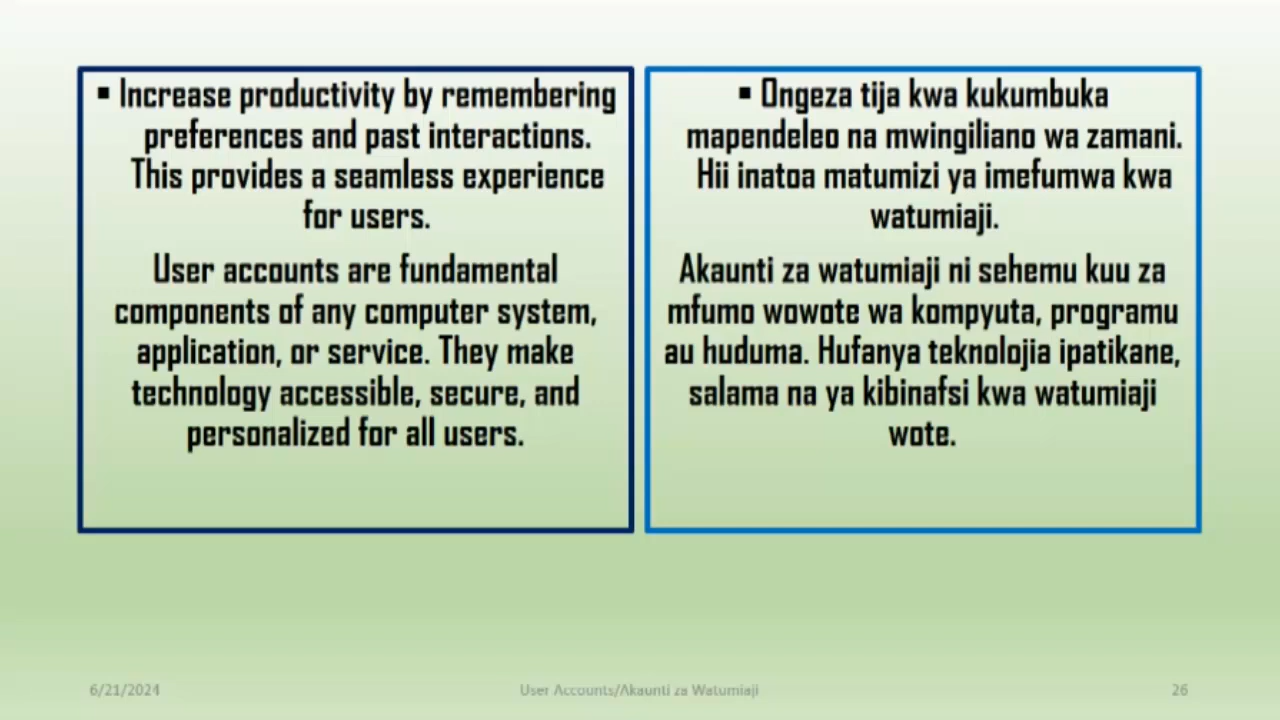 ▪ Increase productivity by remembering
preferences and past interactions.
This provides a seamless experience
for users.
User accounts are fundamental
components of any computer system,
application, or service. They make
technology accessible, secure, and
personalized for all users.
▪ Ongeza tija kwa kukumbuka
mapendeleo na mwingiliano wa zamani.
Hii inatoa matumizi ya imefumwa kwa
watumiaji.
Akaunti za watumiaji ni sehemu kuu za
mfumo wowote wa kompyuta, programu
au huduma. Hufanya teknolojia ipatikane,
salama na ya kibinafsi kwa watumiaji
wote.
6/21/2024
User Accounts/Akaunti za Watumiaji
26